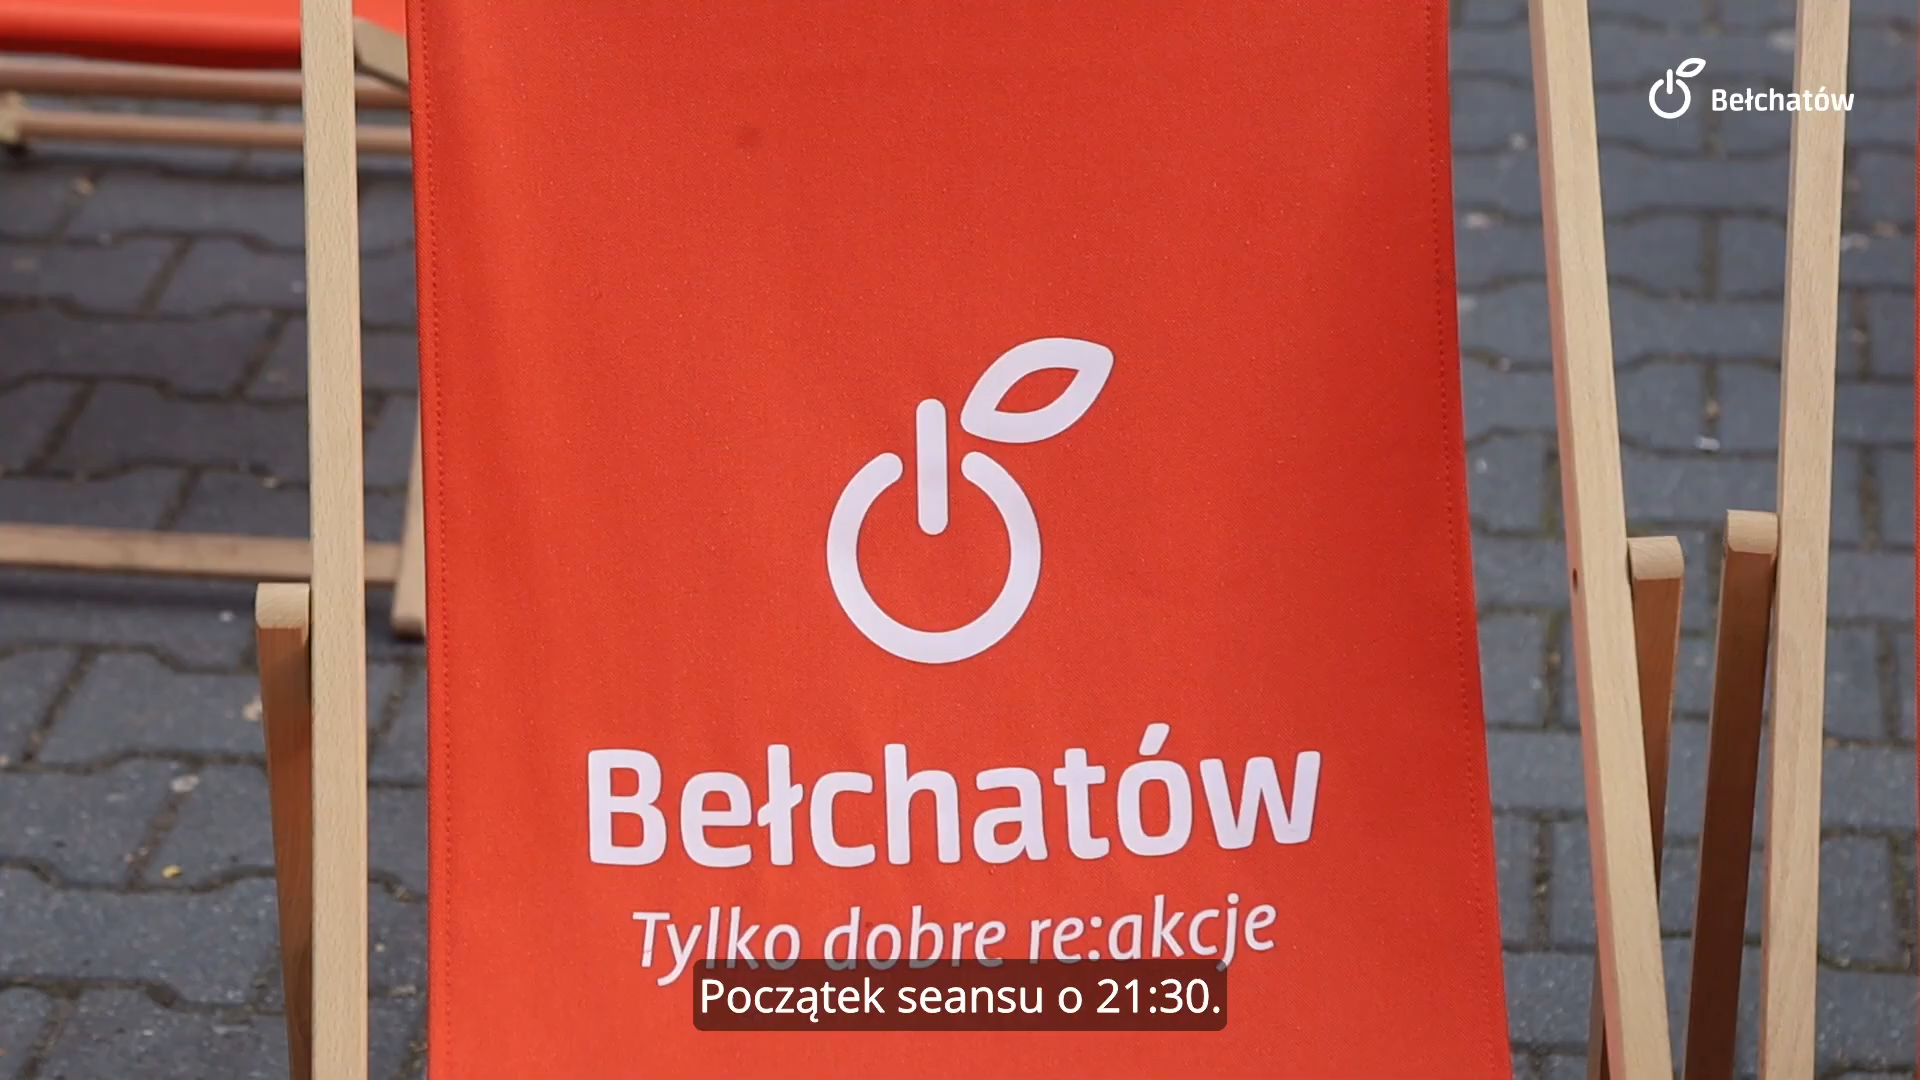 Bełchatów
Bełchatów
Tylko dobre re:akcje
Początek seansu o 21:30.